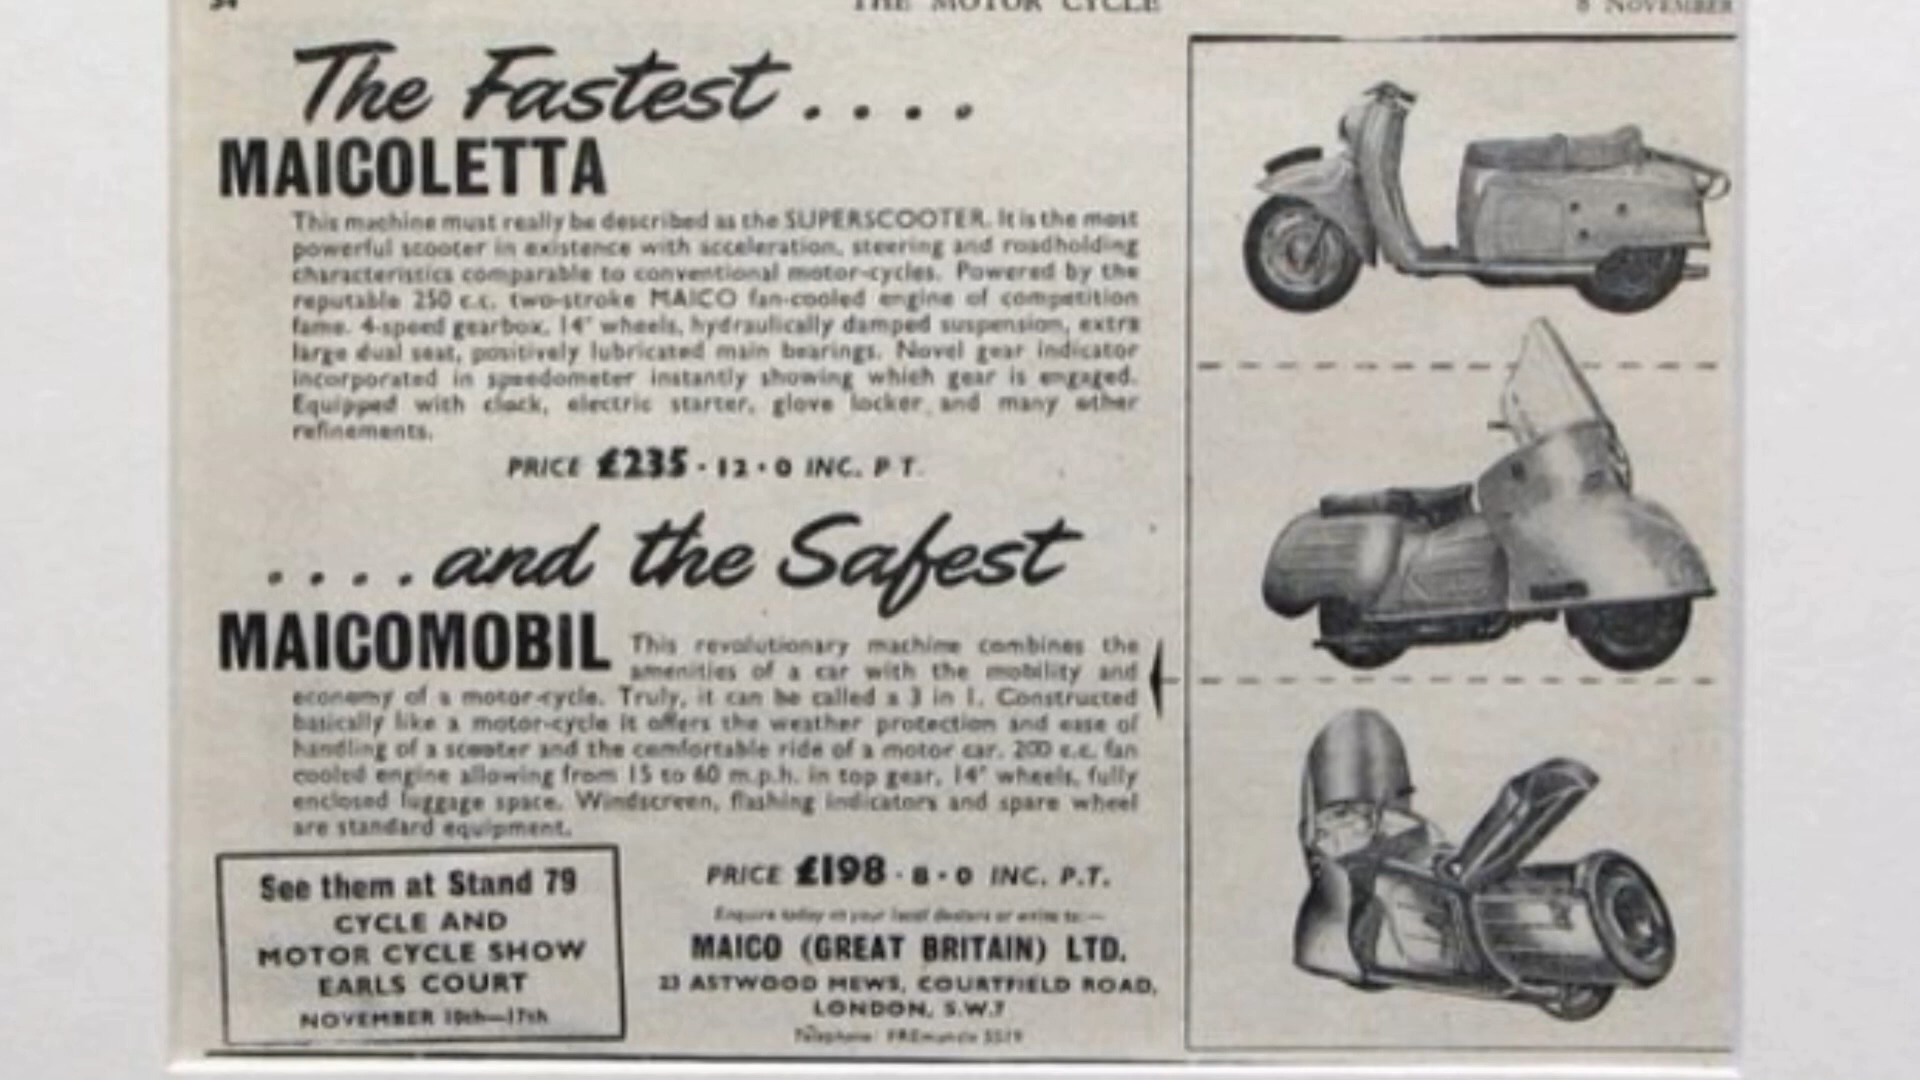 34
THE MOTOR CYCLE
8 NOVEMBER
The Fastest ....
MAICOLETTA
This machine must really be described as the SUPERSCOOTER. It is the most
powerful scooter in existence with acceleration, steering and roadholding
characteristics comparable to conventional motor-cycles. Powered by the
reputable 250 c.c. two-stroke MAICO fan-cooled engine of competition
fame. 4-speed gearbox, 14" wheels, hydraulically damped suspension, extra
large dual seat, positively lubricated main bearings. Novel gear indicator
incorporated in speedometer instantly showing which gear is engaged.
Equipped with clock, electric starter, glove locker and many other
refinements.
PRICE £235 · 12 · 0 INC. P T.
....and the Safest
MAICOMOBIL This revolutionary machine combines the
amenities of a car with the mobility and
economy of a motor-cycle. Truly, it can be called a 3 in 1. Constructed
basically like a motor-cycle it offers the weather protection and ease of
handling of a scooter and the comfortable ride of a motor car. 200 c.c. fan
cooled engine allowing from 15 to 60 m.p.h. in top gear, 14" wheels, fully
enclosed luggage space. Windscreen, flashing indicators and spare wheel
are standard equipment.
See them at Stand 79
CYCLE AND
MOTOR CYCLE SHOW
EARLS COURT
NOVEMBER 10th—17th
PRICE £198 · 8 · 0 INC. P.T.
Enquire today at your local dealers or write to:—
MAICO (GREAT BRITAIN) LTD.
23 ASTWOOD MEWS, COURTFIELD ROAD,
LONDON, S.W.7
Telephone: FREmantle 5519